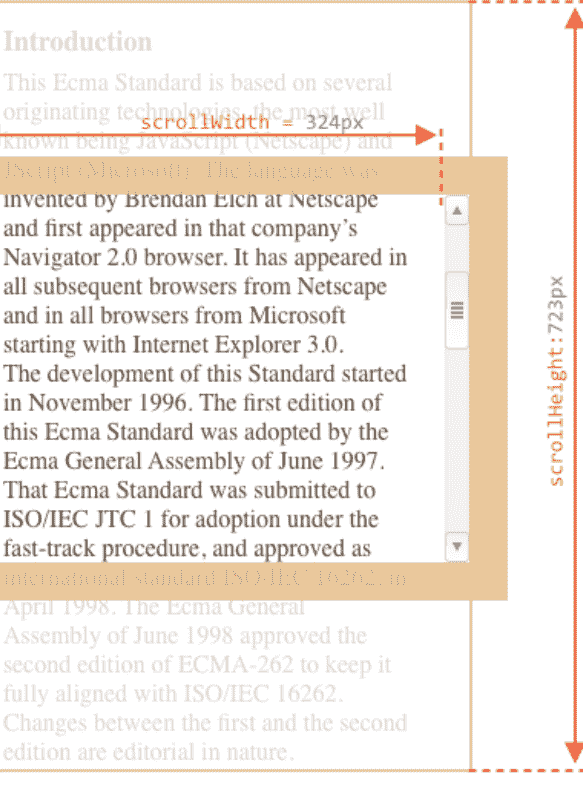 Introduction
This Ecma Standard is based on several
originating technologies, the most well
scrollWidth = 324px
known being JavaScript (Netscape) and
JScript (Microsoft). The language was
invented by Brendan Eich at Netscape
and first appeared in that company’s
Navigator 2.0 browser. It has appeared in
all subsequent browsers from Netscape
and in all browsers from Microsoft
starting with Internet Explorer 3.0.
The development of this Standard started
in November 1996. The first edition of
this Ecma Standard was adopted by the
Ecma General Assembly of June 1997.
That Ecma Standard was submitted to
ISO/IEC JTC 1 for adoption under the
fast-track procedure, and approved as
international standard ISO/IEC 16262, in
April 1998. The Ecma General
Assembly of June 1998 approved the
second edition of ECMA-262 to keep it
fully aligned with ISO/IEC 16262.
Changes between the first and the second
edition are editorial in nature.
scrollHeight:723px